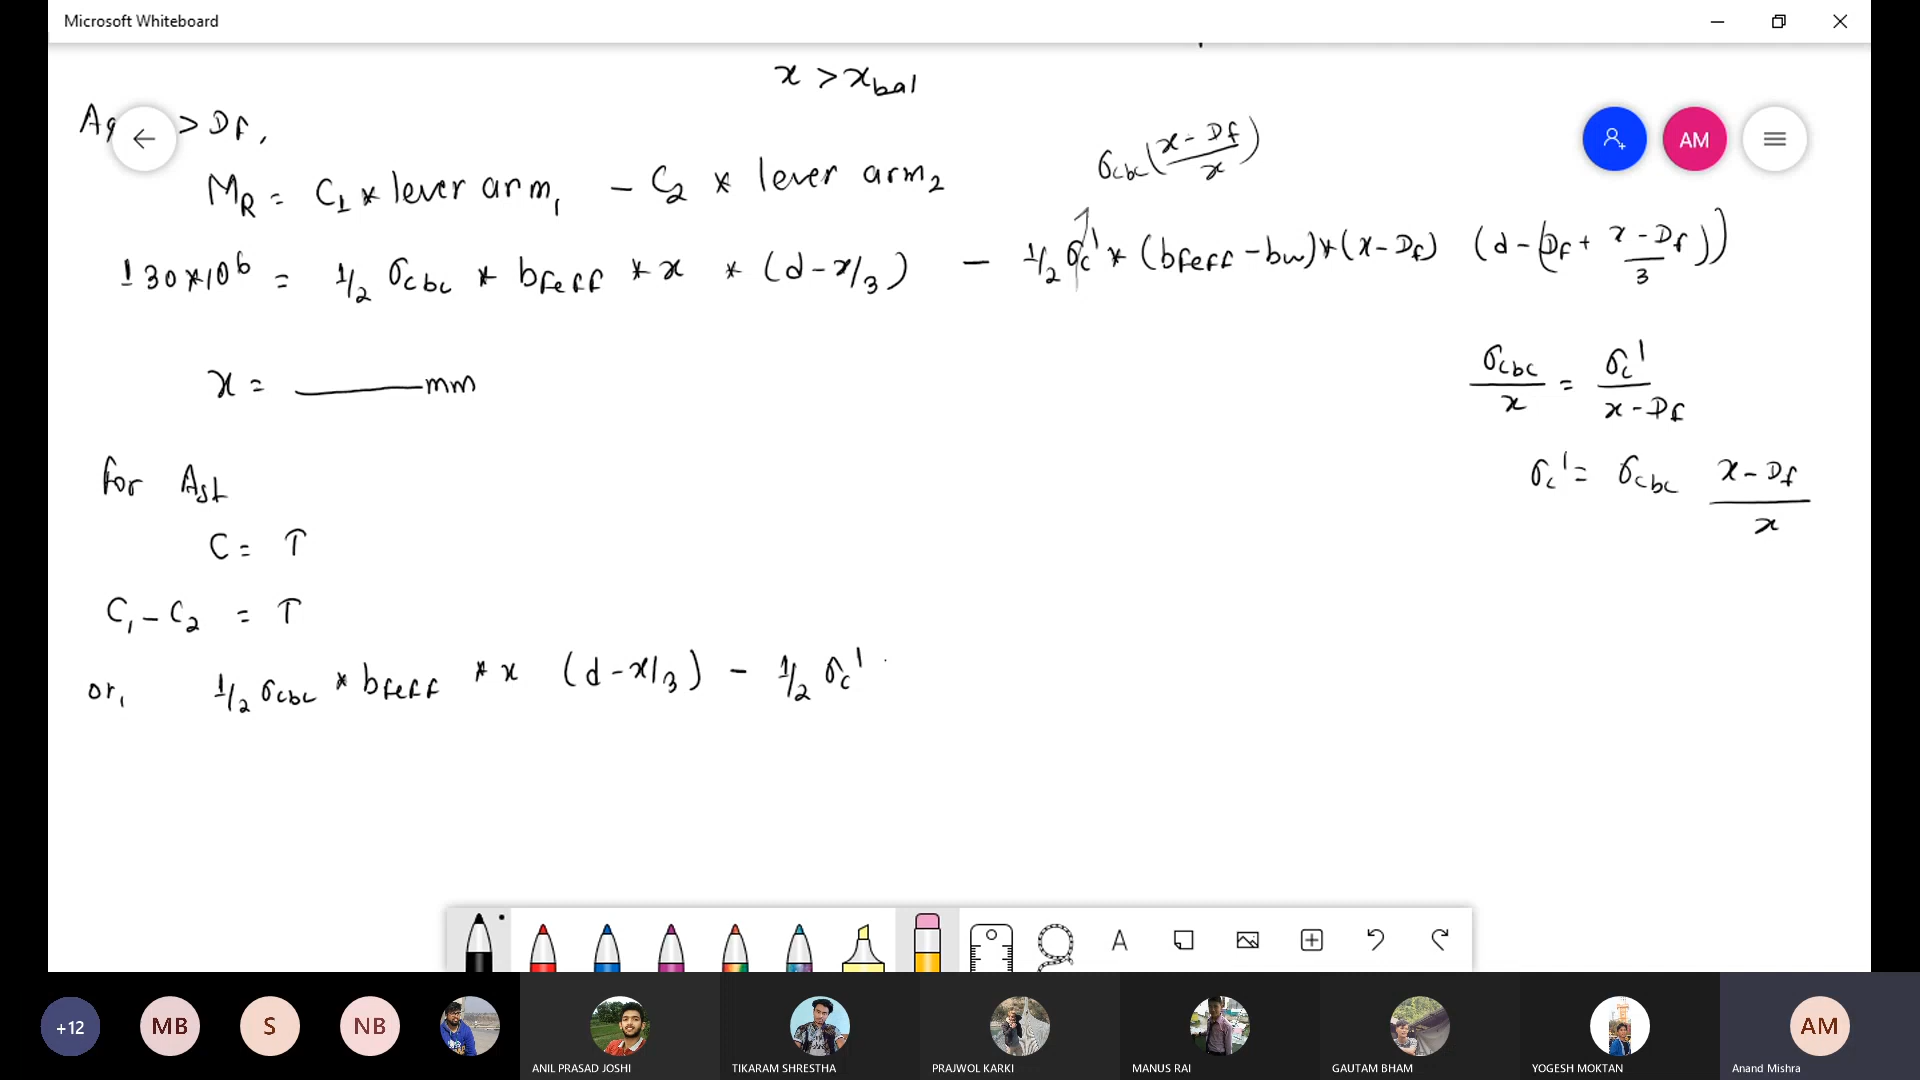 Microsoft Whiteboard
x > xbal
> Df,
σcbc((x - Df)/x)
MR = C1 * lever arm1 - C2 * lever arm2
130*10^6 = 1/2 σcbc * bfeff * x * (d - x/3) - 1/2 σc' * (bfeff - bw)*(x - Df) (d - (Df + (x - Df)/3))
x = ______ mm
σcbc/x = σc'/(x - Df)
for Ast
σc' = σcbc (x - Df)/x
C = T
C1 - C2 = T
or, 1/2 σcbc * bfeff * x (d - x/3) - 1/2 σc'
AM
A
+12
MB
S
NB
AM
ANIL PRASAD JOSHI
TIKARAM SHRESTHA
PRAJWOL KARKI
MANUS RAI
GAUTAM BHAM
YOGESH MOKTAN
Anand Mishra